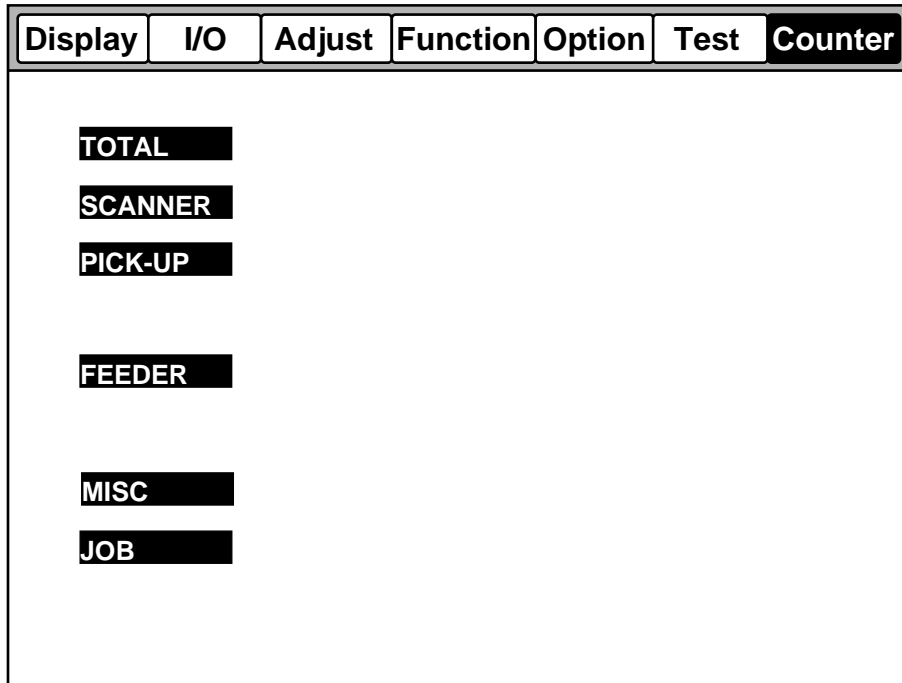 Display I/O Adjust Function Option Test Counter
TOTAL
SCANNER
PICK-UP
FEEDER
MISC
JOB